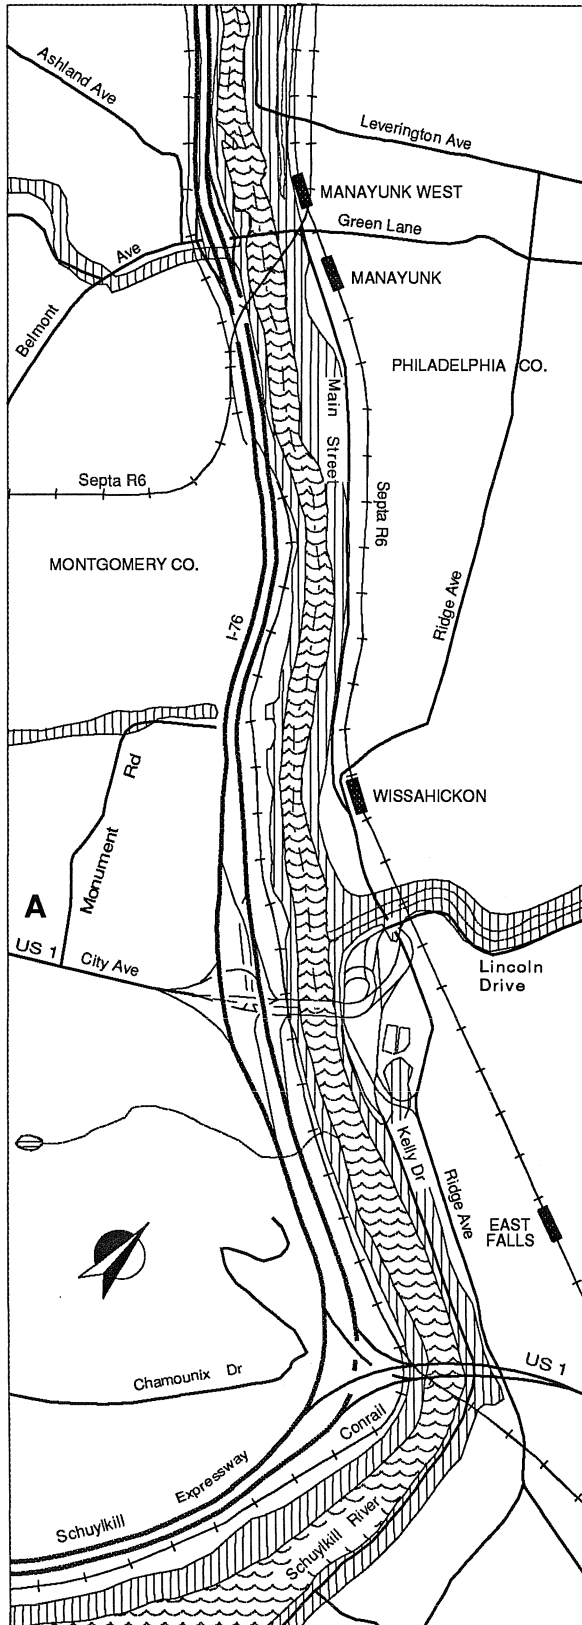 Ashland Ave
Leverington Ave
MANAYUNK WEST
Green Lane
Belmont Ave
MANAYUNK
PHILADELPHIA CO.
Main Street
Septa R6
Septa R6
MONTGOMERY CO.
Ridge Ave
I-76
Monument Rd
WISSAHICKON
A
US 1
City Ave
Lincoln
Drive
Kelly Dr
Ridge Ave
EAST
FALLS
US 1
Chamounix Dr
Conrail
Schuylkill Expressway
Schuylkill River